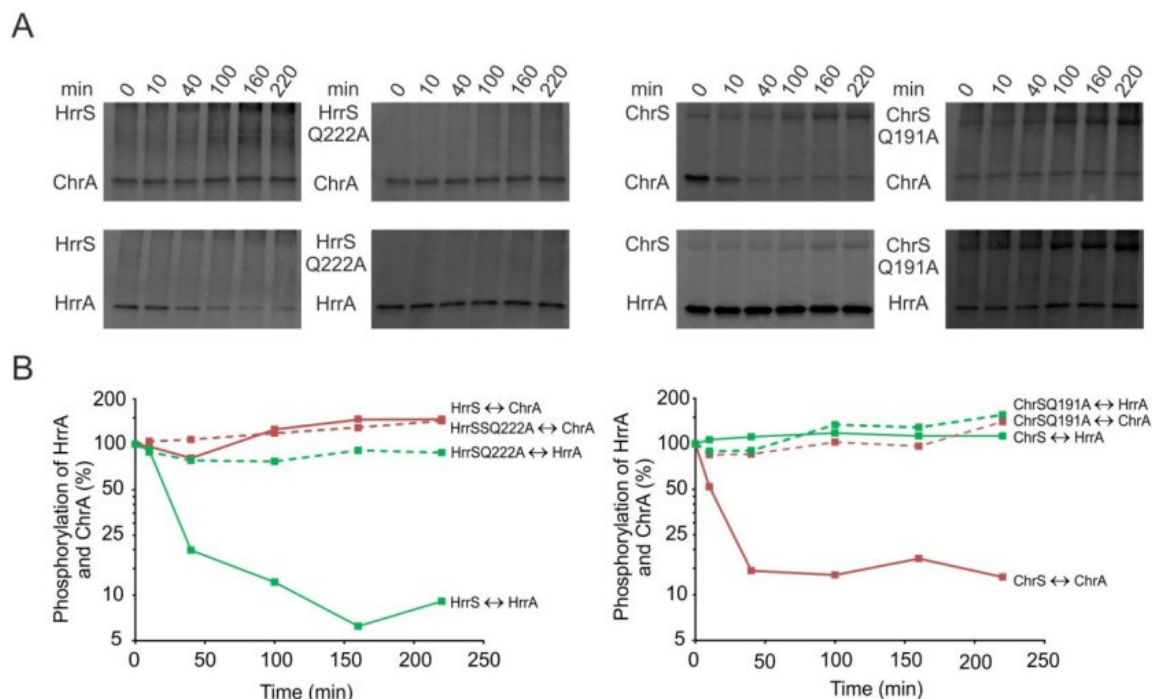 A
min 0 10 40 100 160 220 min 0 10 40 100 160 220 min 0 10 40 100 160 220 min 0 10 40 100 160 220
HrrS HrrS Q222A ChrS ChrS Q191A
ChrA ChrA ChrA ChrA
HrrS HrrS Q222A ChrS ChrS Q191A
HrrA HrrA HrrA HrrA
B
Phosphorylation of HrrA
and ChrA (%)
200
100
50
25
10
5
0 50 100 150 200 250
Time (min)
HrrS ↔ ChrA
HrrSSQ222A ↔ ChrA
HrrSQ222A ↔ HrrA
HrrS ↔ HrrA
Phosphorylation of HrrA
and ChrA (%)
200
100
50
25
10
5
0 50 100 150 200 250
Time (min)
ChrSQ191A ↔ HrrA
ChrSQ191A ↔ ChrA
ChrS ↔ HrrA
ChrS ↔ ChrA